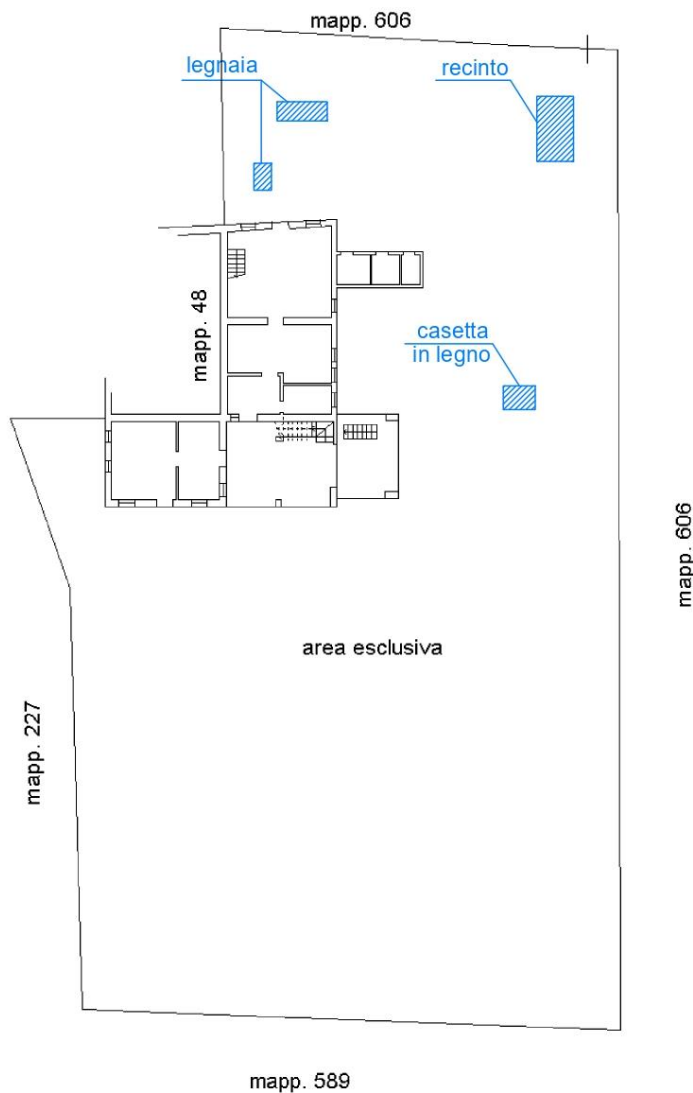 mapp. 606
legnaia
recinto
mapp. 48
casetta
in legno
mapp. 606
area esclusiva
mapp. 227
mapp. 589